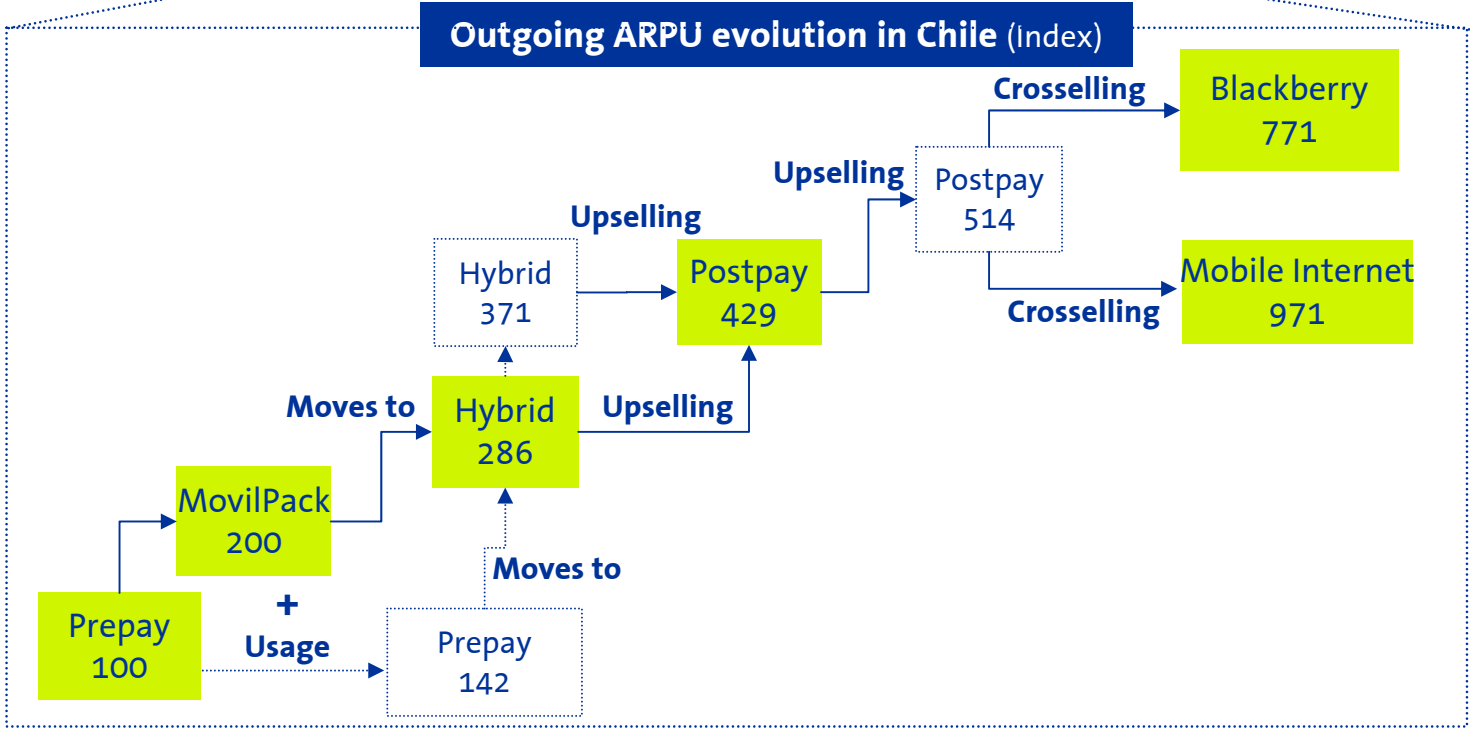 Outgoing ARPU evolution in Chile (Index)
Crosselling
Blackberry
771
Upselling
Postpay
514
Upselling
Hybrid
371
Postpay
429
Mobile Internet
971
Crosselling
Moves to
Hybrid
286
Upselling
MovilPack
200
Moves to
+
Usage
Prepay
100
Prepay
142